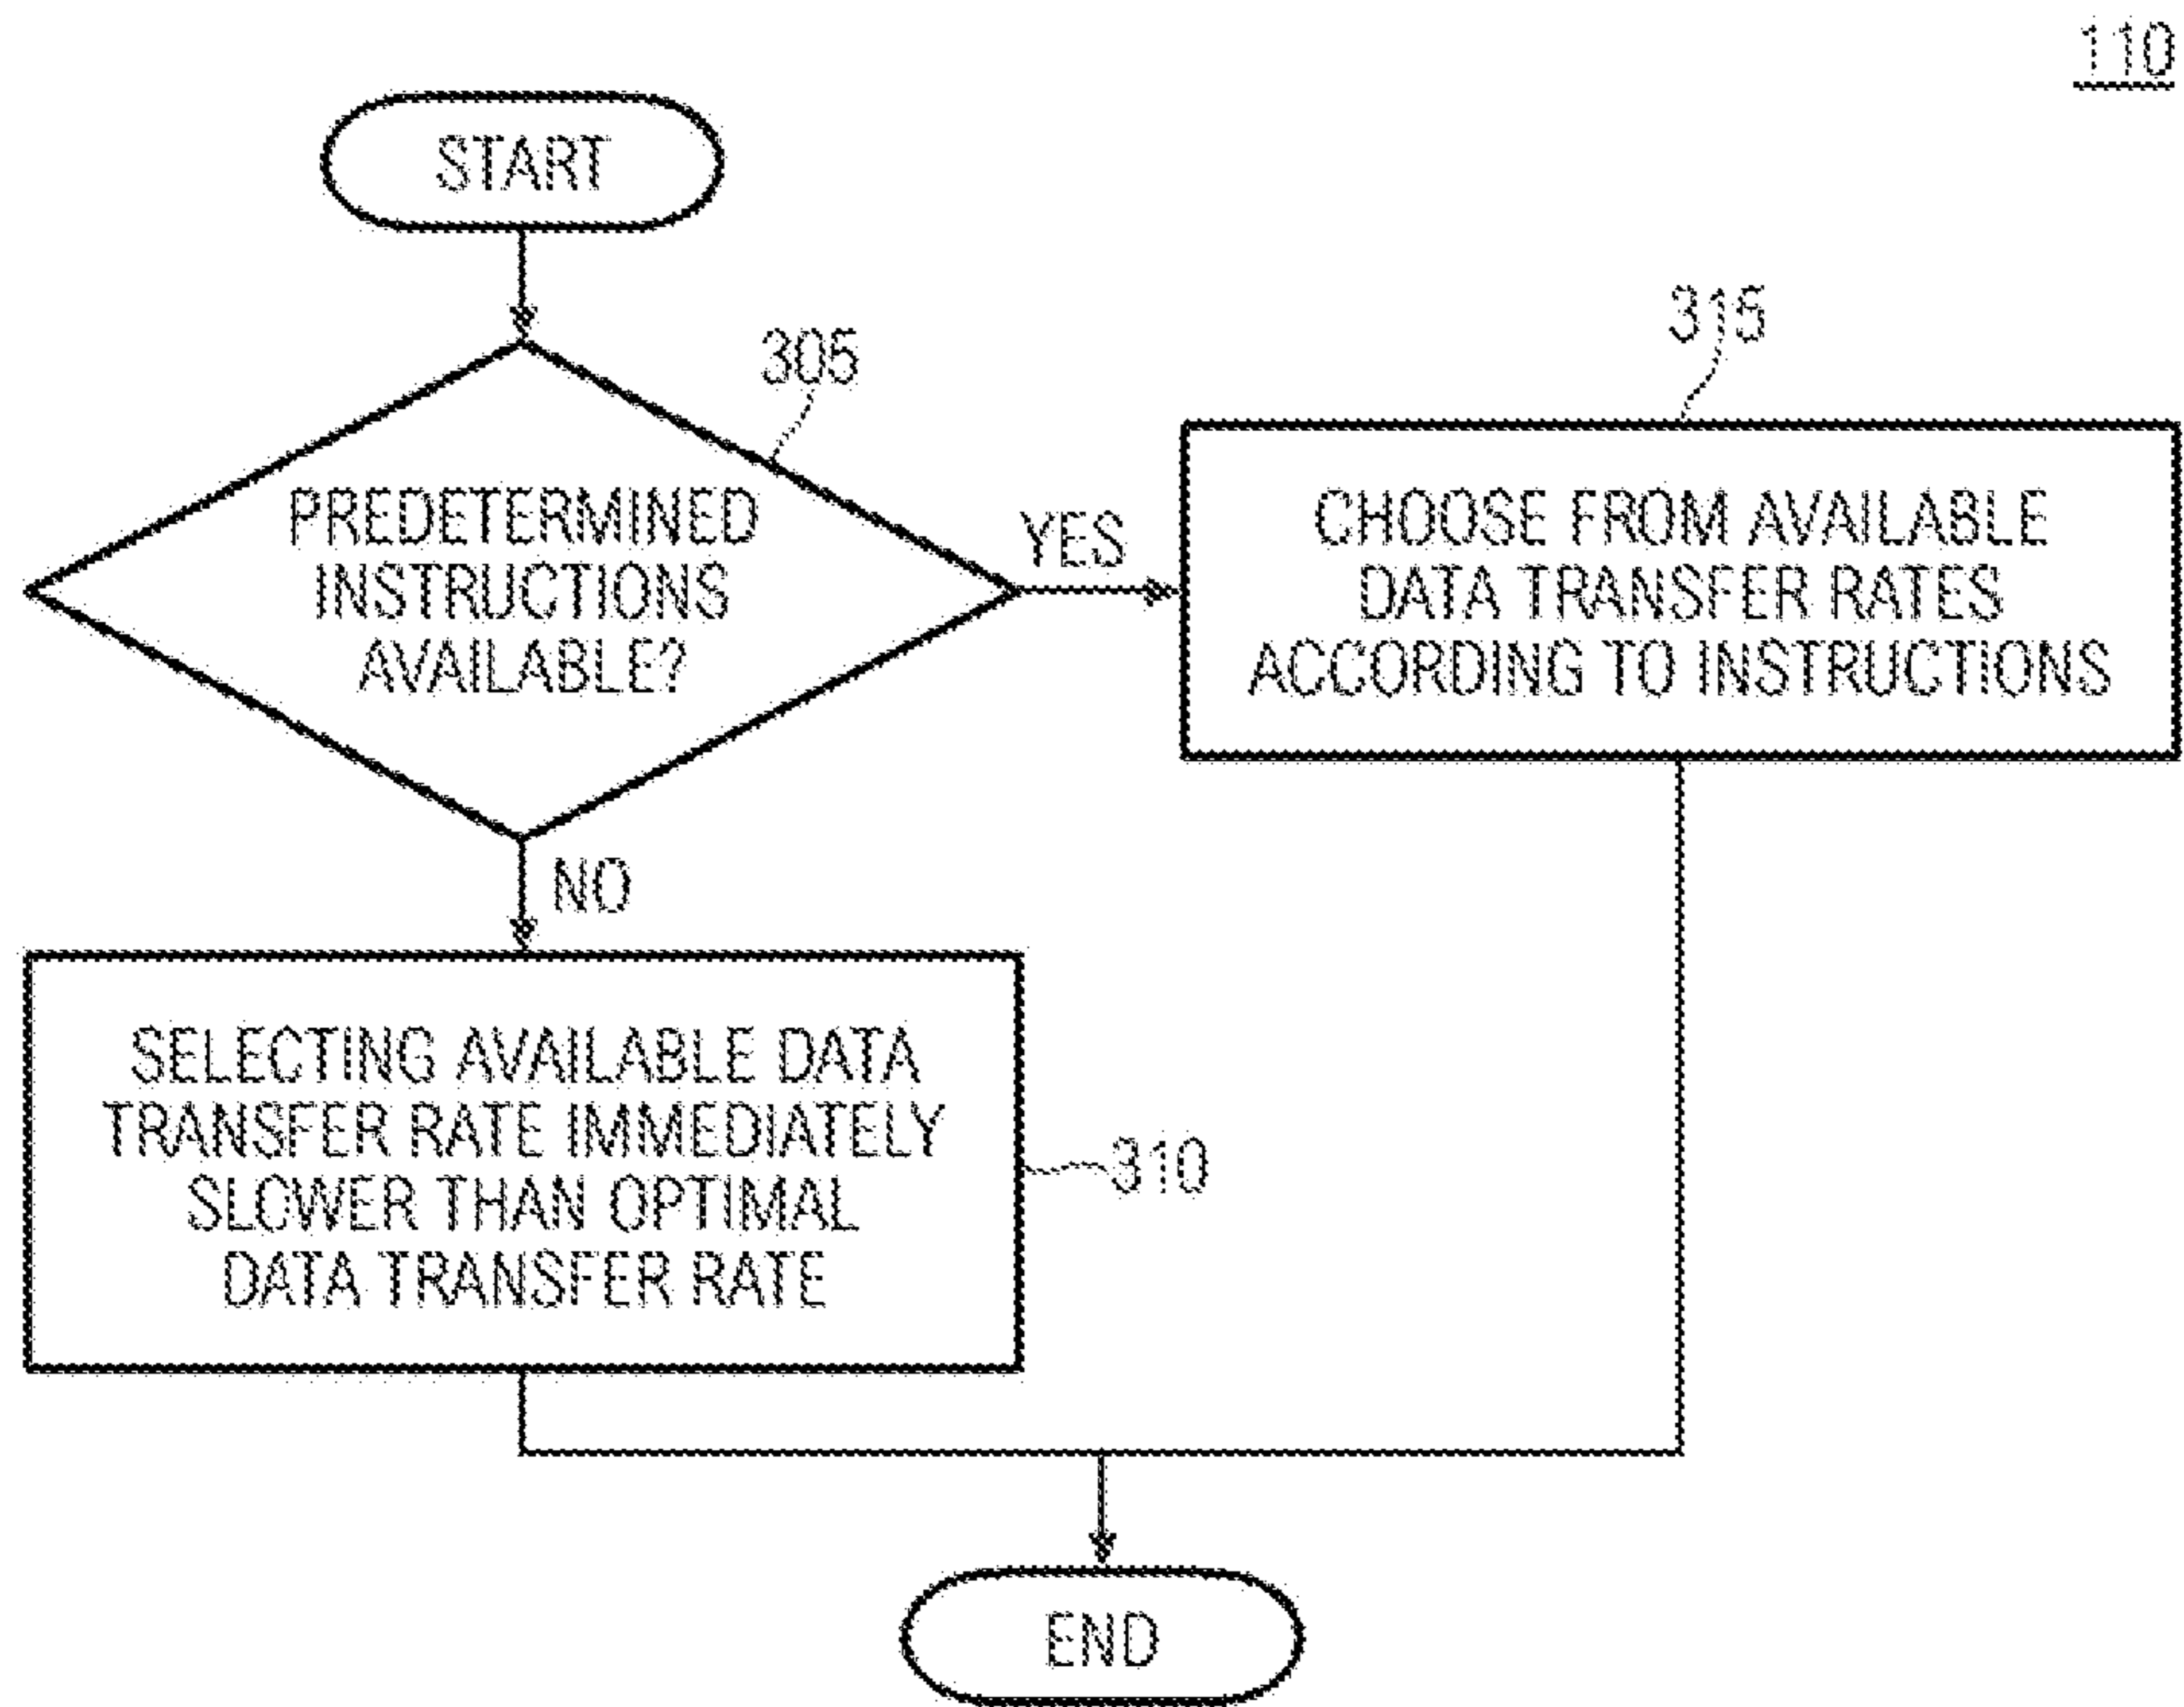 110
START
305
PREDETERMINED
INSTRUCTIONS
AVAILABLE?
YES
315
CHOOSE FROM AVAILABLE
DATA TRANSFER RATES
ACCORDING TO INSTRUCTIONS
NO
SELECTING AVAILABLE DATA
TRANSFER RATE IMMEDIATELY
SLOWER THAN OPTIMAL
DATA TRANSFER RATE
310
END